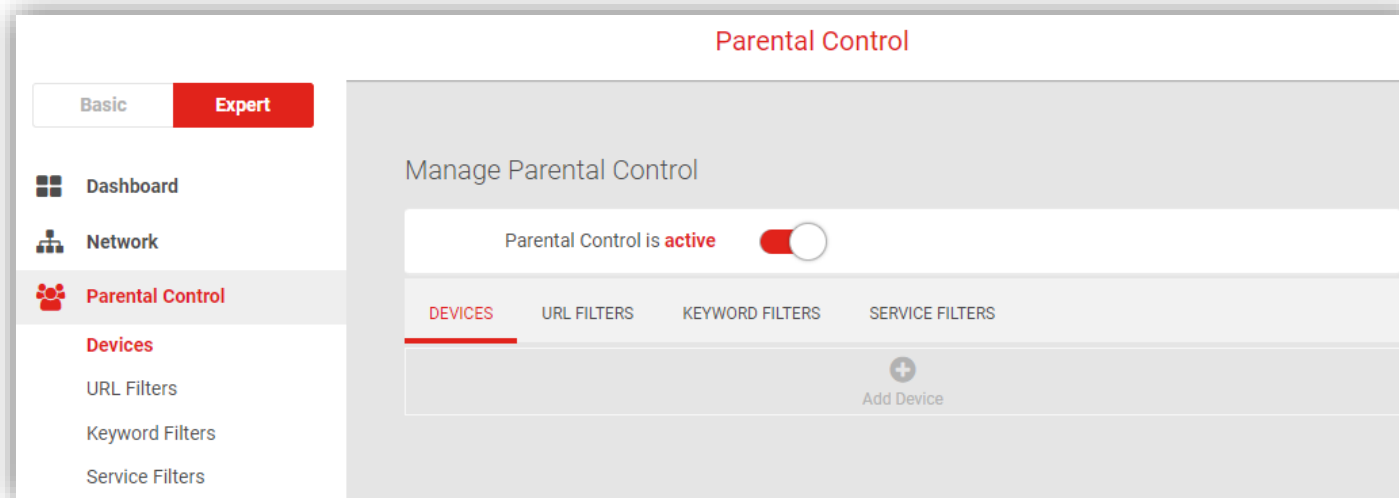 Parental Control
Basic Expert
Dashboard
Network
Parental Control
Devices
URL Filters
Keyword Filters
Service Filters
Manage Parental Control
Parental Control is active
DEVICES URL FILTERS KEYWORD FILTERS SERVICE FILTERS
Add Device